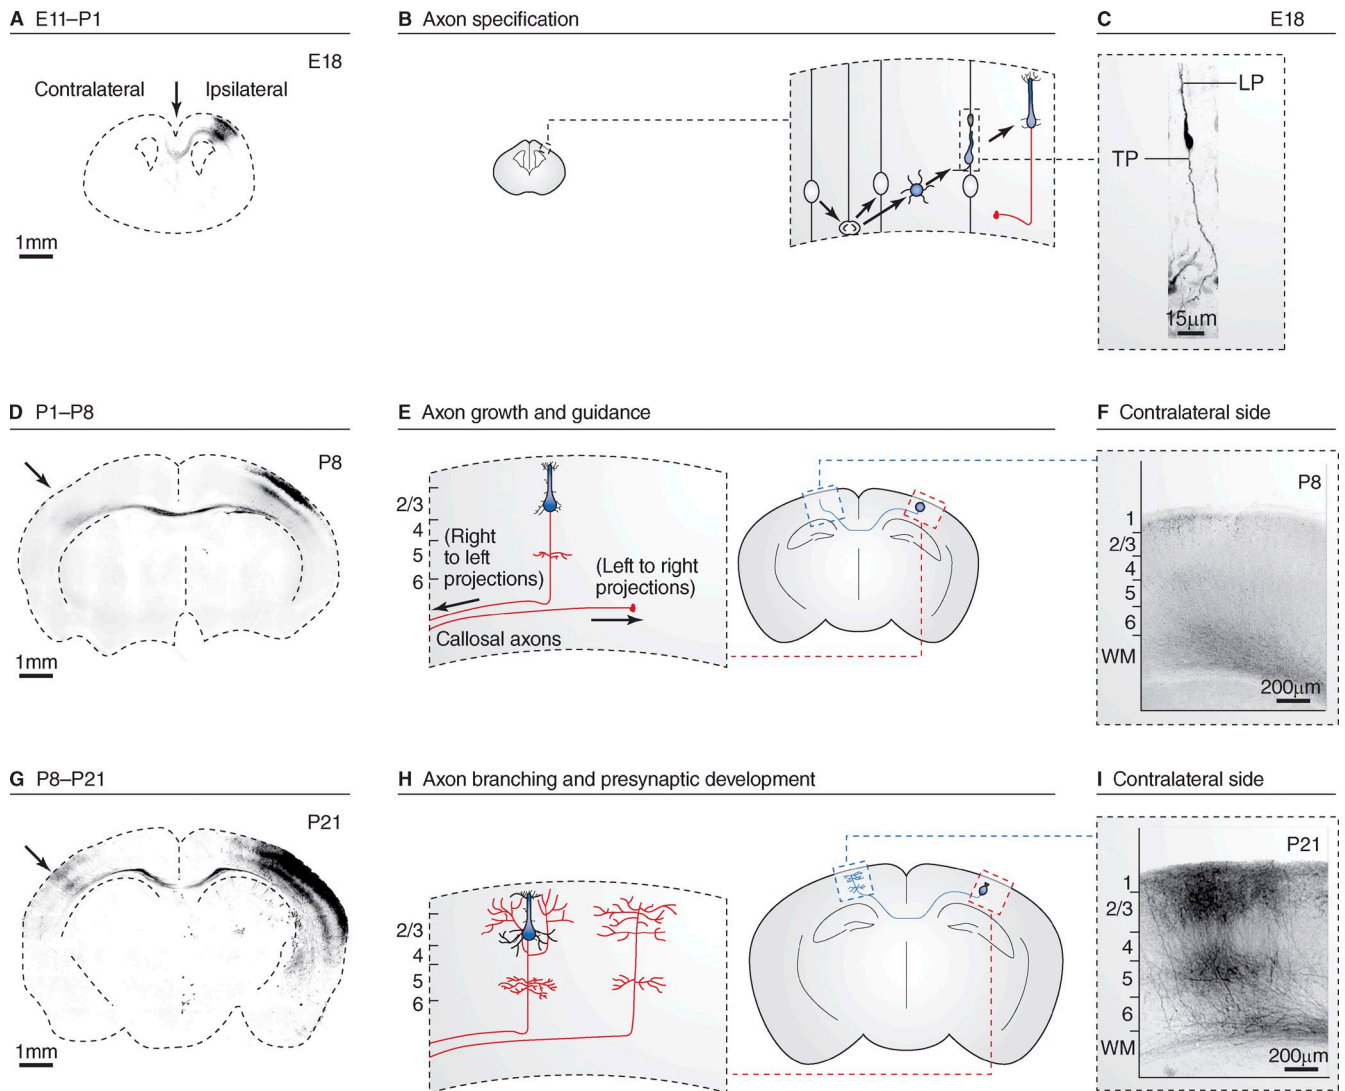 A E11–P1
E18
Contralateral
Ipsilateral
1mm
B Axon specification
C E18
LP
TP
15μm
D P1–P8
P8
1mm
E Axon growth and guidance
2/3
4
5
6
(Right
to left
projections)
(Left to right
projections)
Callosal axons
F Contralateral side
P8
1
2/3
4
5
6
WM
200μm
G P8–P21
P21
1mm
H Axon branching and presynaptic development
2/3
4
5
6
I Contralateral side
P21
1
2/3
4
5
6
WM
200μm